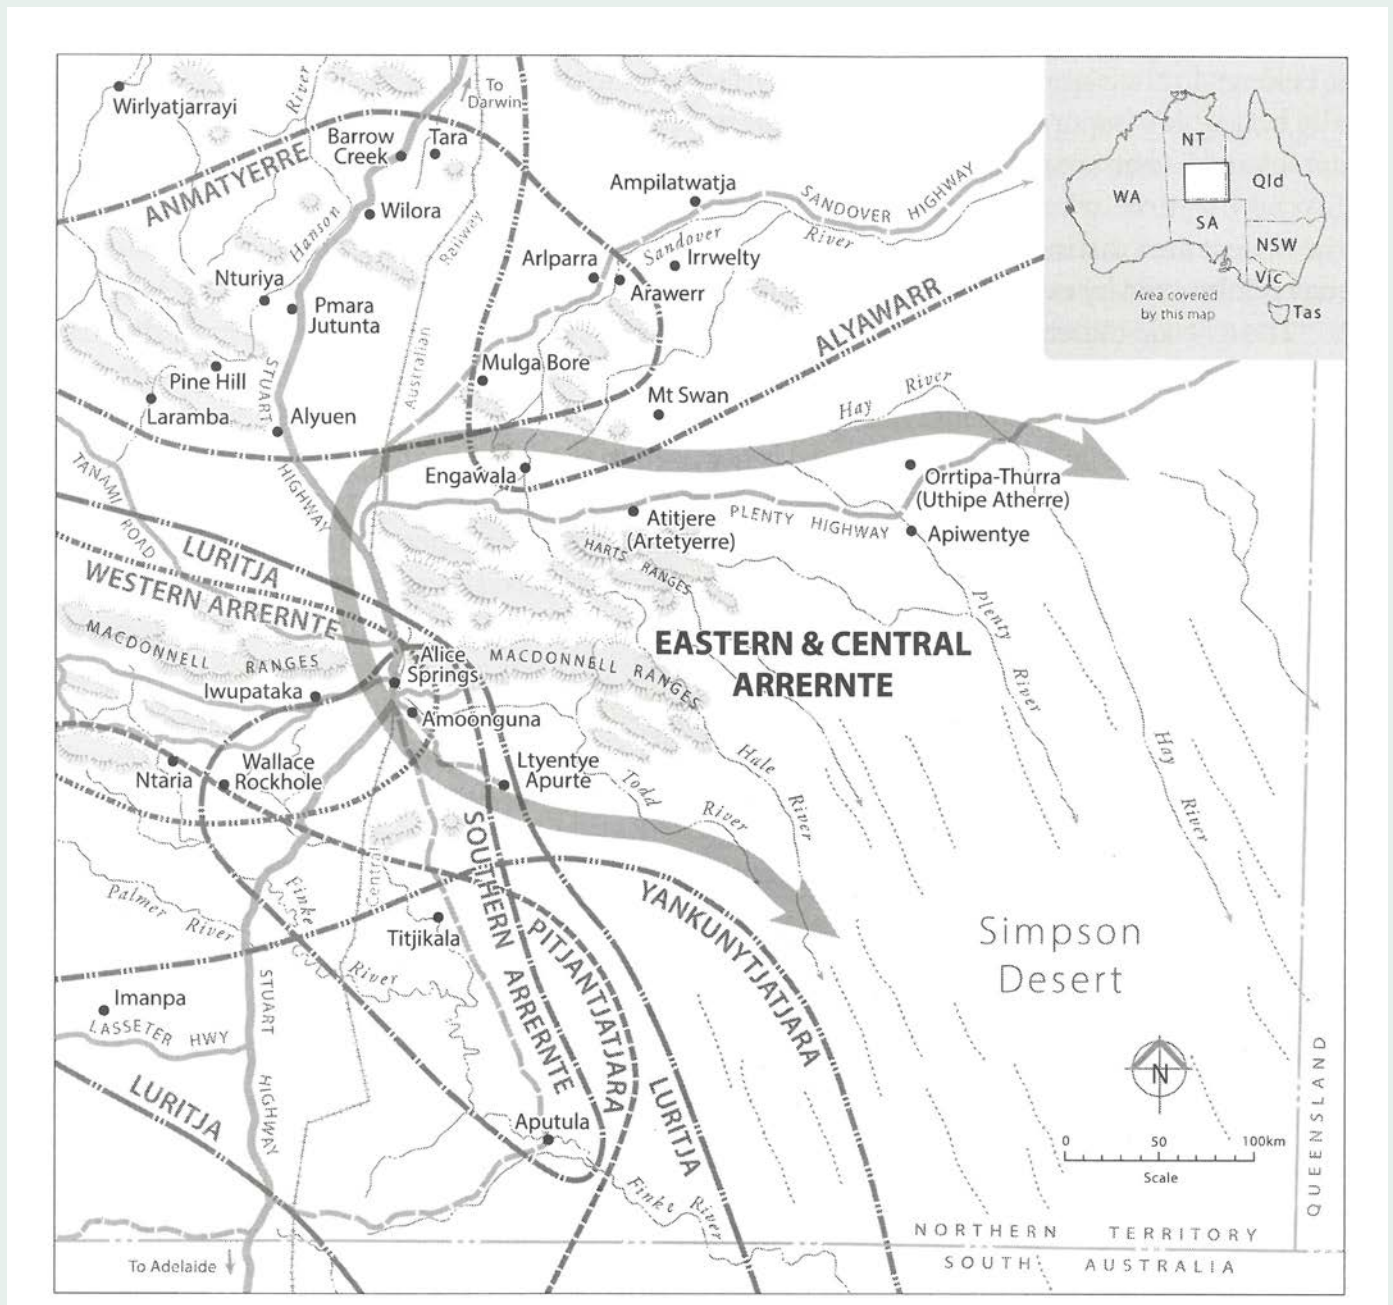 To
Darwin
River
Wirlyatjarrayi
Barrow
Creek
Tara
ANMATYERRE
Wilora
Hanson
Railway
Ampilatwatja
SANDOVER HIGHWAY
Sandover
River
Arlparra
Irrwelty
Arawerr
Nturiya
Pmara
Jutunta
ALYAWARR
Australian
Mulga Bore
STUART
Pine Hill
Laramba
Alyuen
Mt Swan
Hay River
HIGHWAY
Engawala
TANAMI
ROAD
Orrtipa-Thurra
(Uthipe Atherre)
Atitjere
(Artetyerre)
PLENTY HIGHWAY
Apiwentye
HARTS RANGES
LURITJA
WESTERN ARRERNTE
Plenty
River
MACDONNELL RANGES
Alice
Springs
MACDONNELL RANGES
EASTERN & CENTRAL
ARRERNTE
Iwupataka
Amoonguna
Hale
River
Hay
River
Ntaria
Wallace
Rockhole
Ltyentye
Apurte
Todd
River
SOUTHERN ARRERNTE
Central
Palmer River
Finke
River
YANKUNYTJATJARA
PITJANTJATJARA
Titjikala
Simpson
Desert
Imanpa
LASSETER HWY
STUART
HIGHWAY
LURITJA
LURITJA
Aputula
Finke River
N
0 50 100km
Scale
QUEENSLAND
NORTHERN TERRITORY
SOUTH AUSTRALIA
To Adelaide
NT
WA
Qld
SA
NSW
Vic
Tas
Area covered
by this map